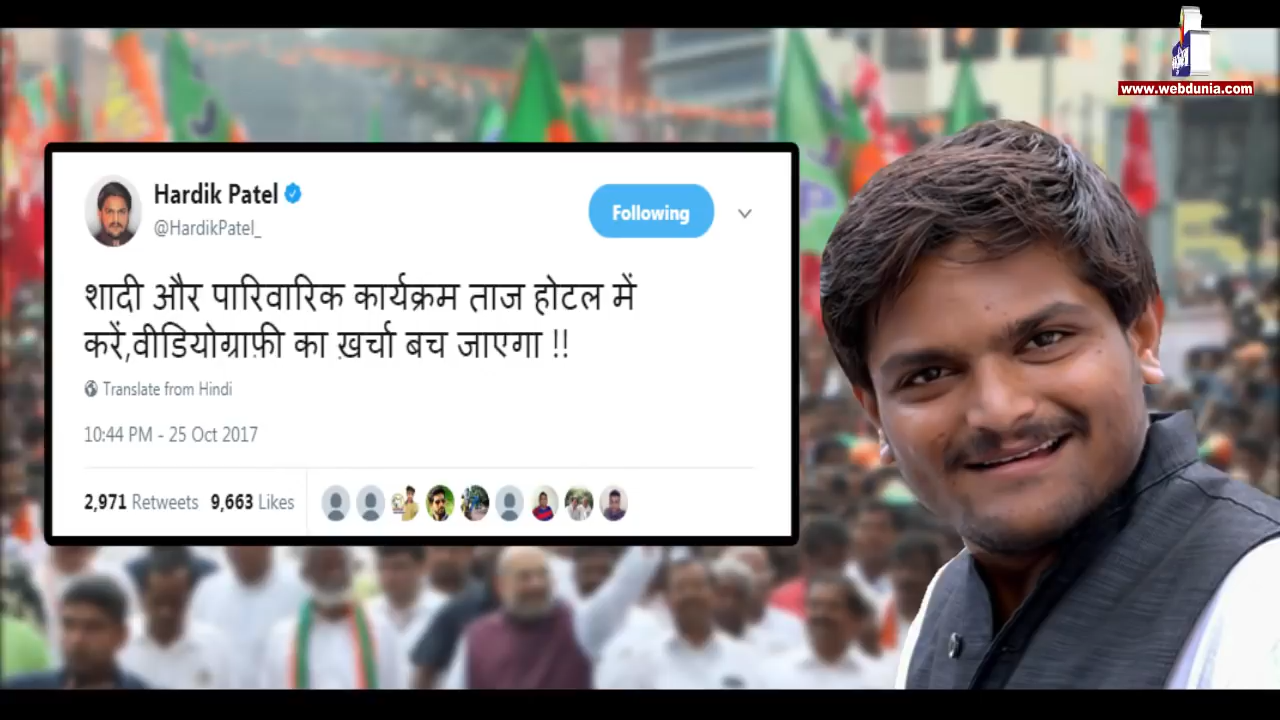 www.webdunia.com
Hardik Patel
@HardikPatel_
Following
शादी और पारिवारिक कार्यक्रम ताज होटल में
करें,वीडियोग्राफ़ी का ख़र्चा बच जाएगा !!
Translate from Hindi
10:44 PM - 25 Oct 2017
2,971 Retweets 9,663 Likes